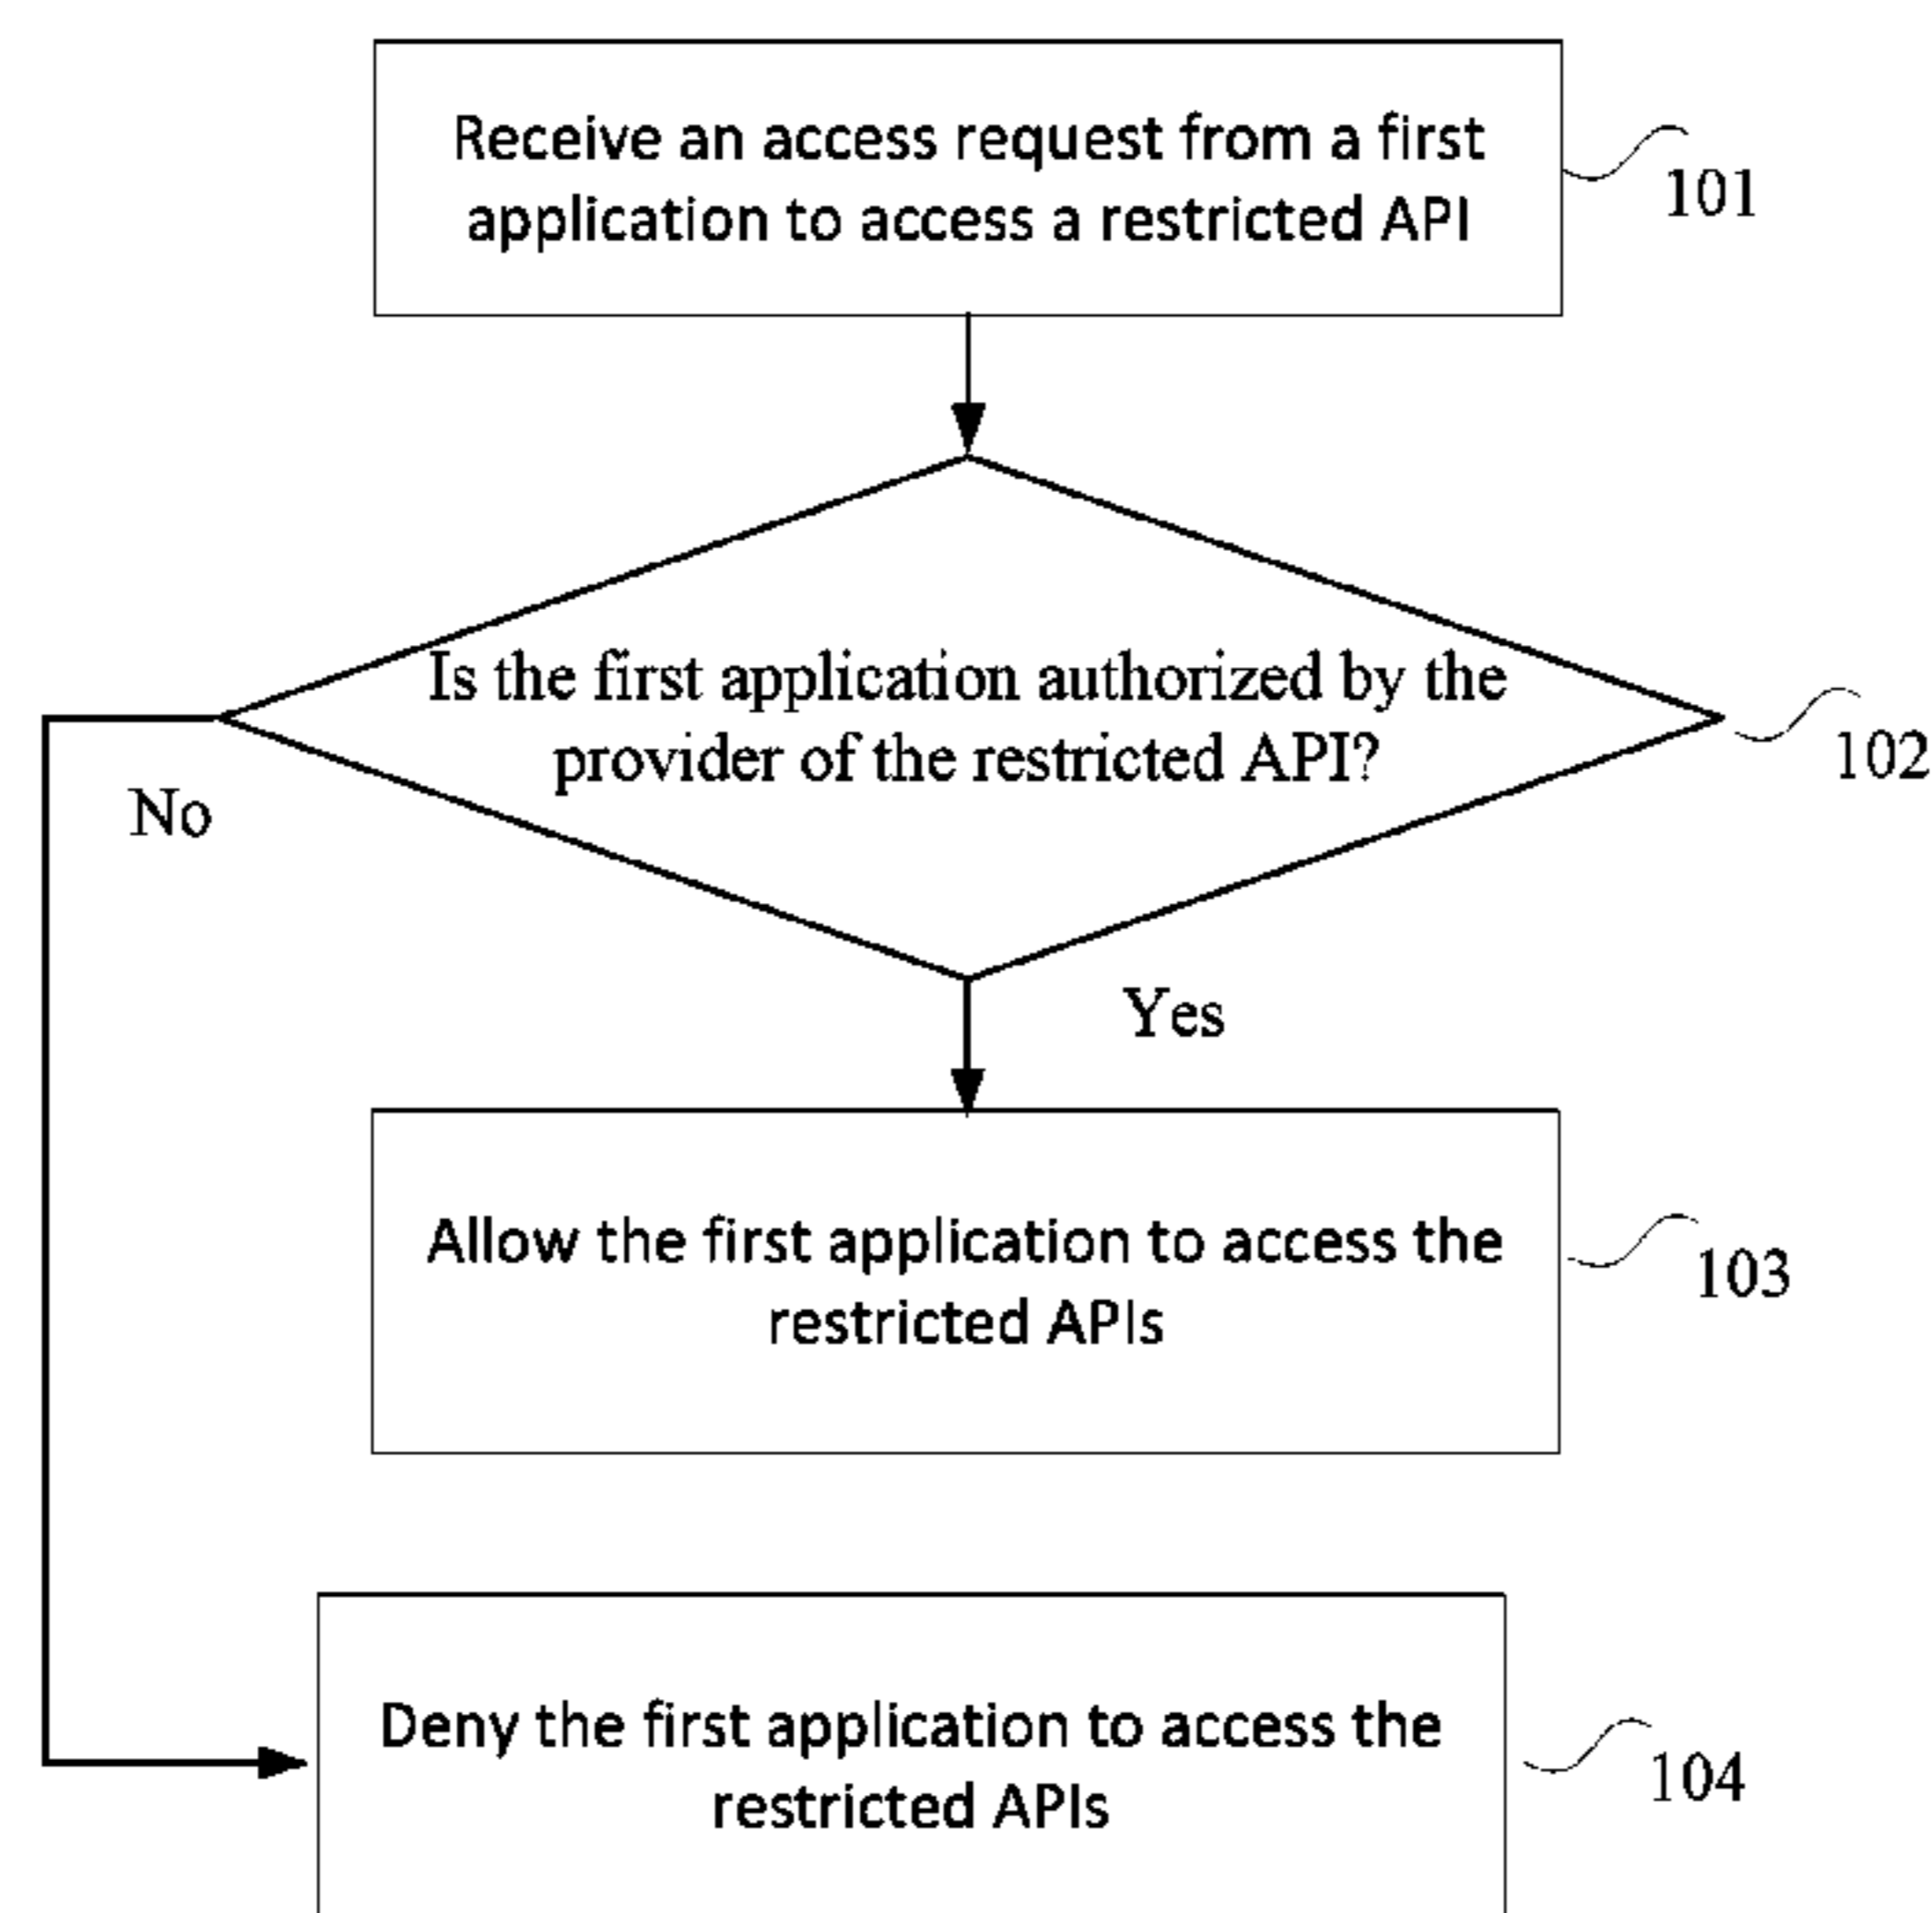 Receive an access request from a first
application to access a restricted API
101
Is the first application authorized by the
provider of the restricted API?
102
No
Yes
Allow the first application to access the
restricted APIs
103
Deny the first application to access the
restricted APIs
104